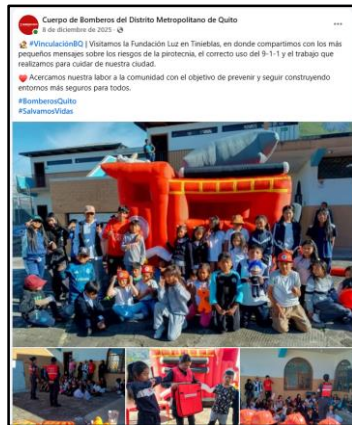 Cuerpo de Bomberos del Distrito Metropolitano de Quito
8 de diciembre de 2025 ·
#VinculaciónBQ | Visitamos la Fundación Luz en Tinieblas, en donde compartimos con los más
pequeños mensajes sobre los riesgos de la pirotecnia, el correcto uso del 9-1-1 y el trabajo que
realizamos para cuidar de nuestra ciudad.
Acercamos nuestra labor a la comunidad con el objetivo de prevenir y seguir construyendo
entornos más seguros para todos.
#BomberosQuito
#SalvamosVidas